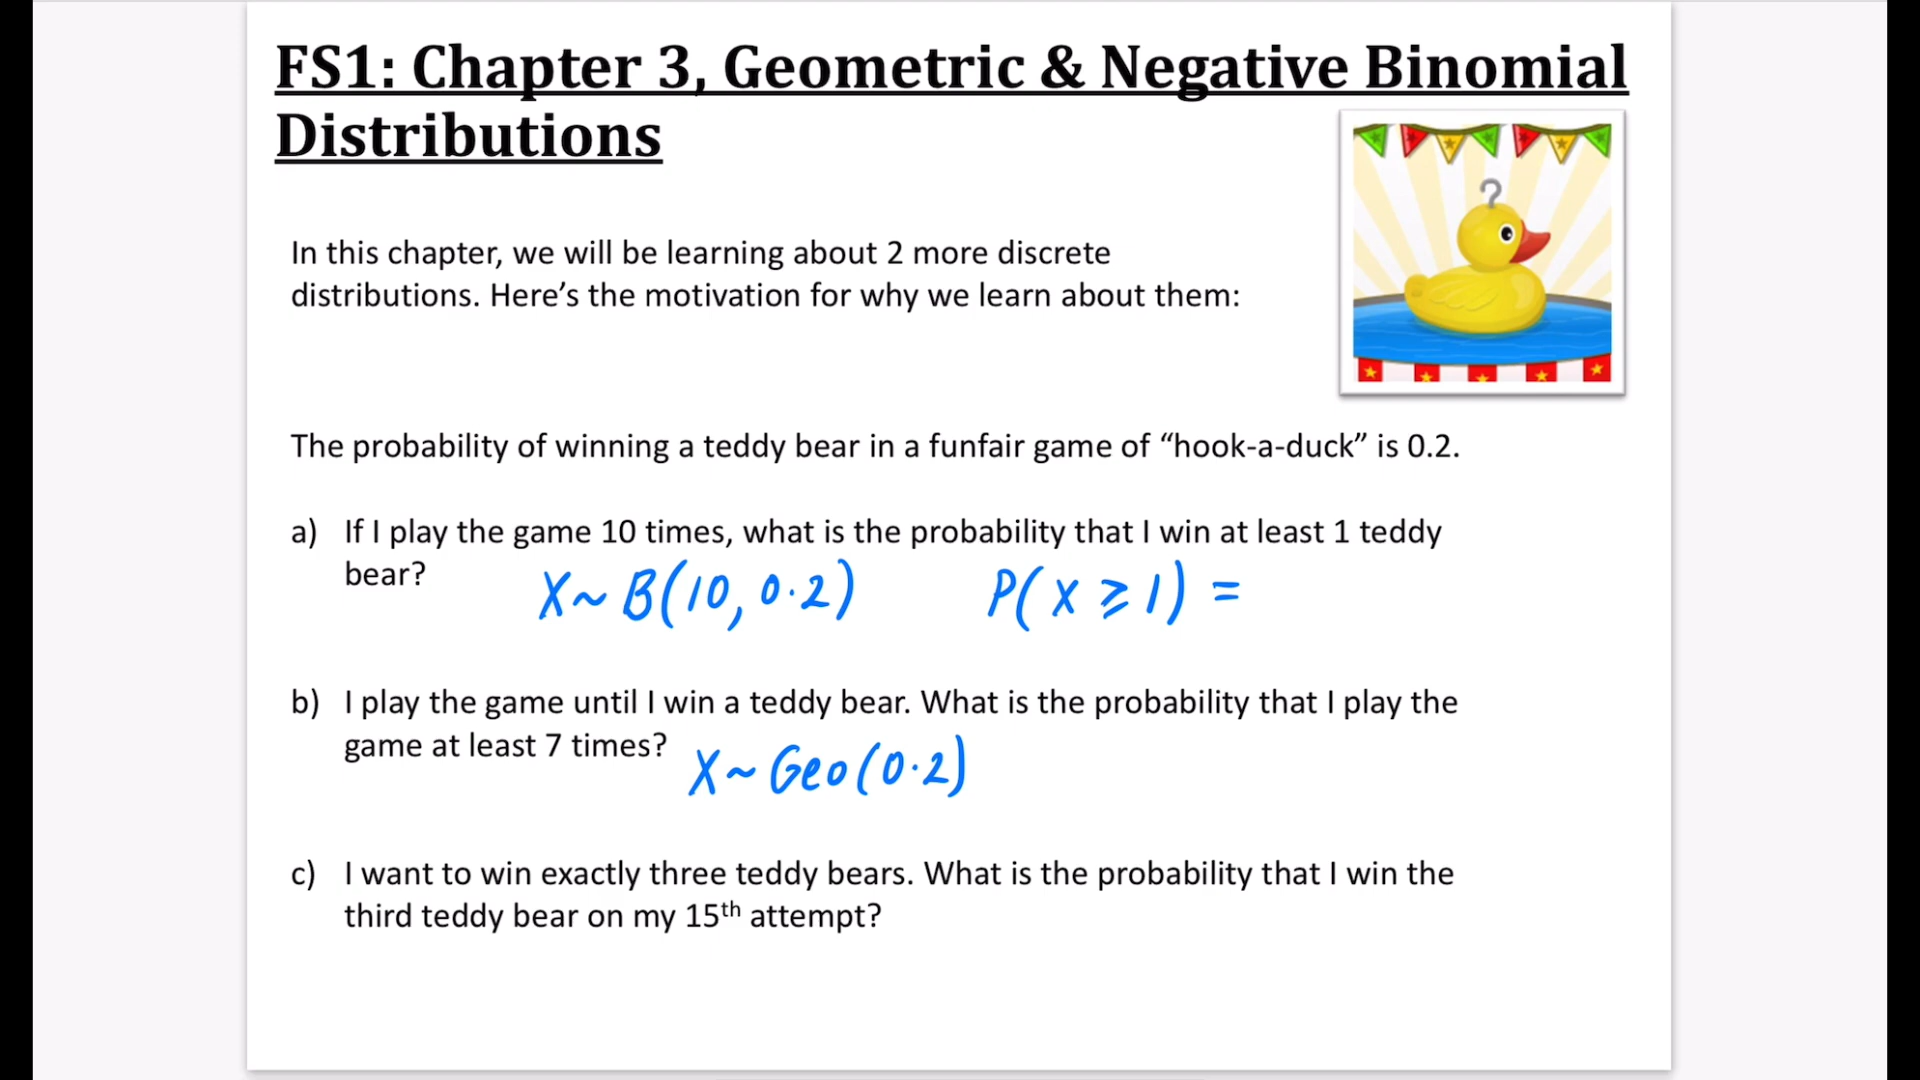 FS1: Chapter 3, Geometric & Negative Binomial
Distributions
In this chapter, we will be learning about 2 more discrete
distributions. Here’s the motivation for why we learn about them:
The probability of winning a teddy bear in a funfair game of “hook-a-duck” is 0.2.
a) If I play the game 10 times, what is the probability that I win at least 1 teddy
bear?
X~ B(10, 0·2) P(X ⩾ 1) =
b) I play the game until I win a teddy bear. What is the probability that I play the
game at least 7 times?
X~ Geo(0·2)
c) I want to win exactly three teddy bears. What is the probability that I win the
third teddy bear on my 15th attempt?